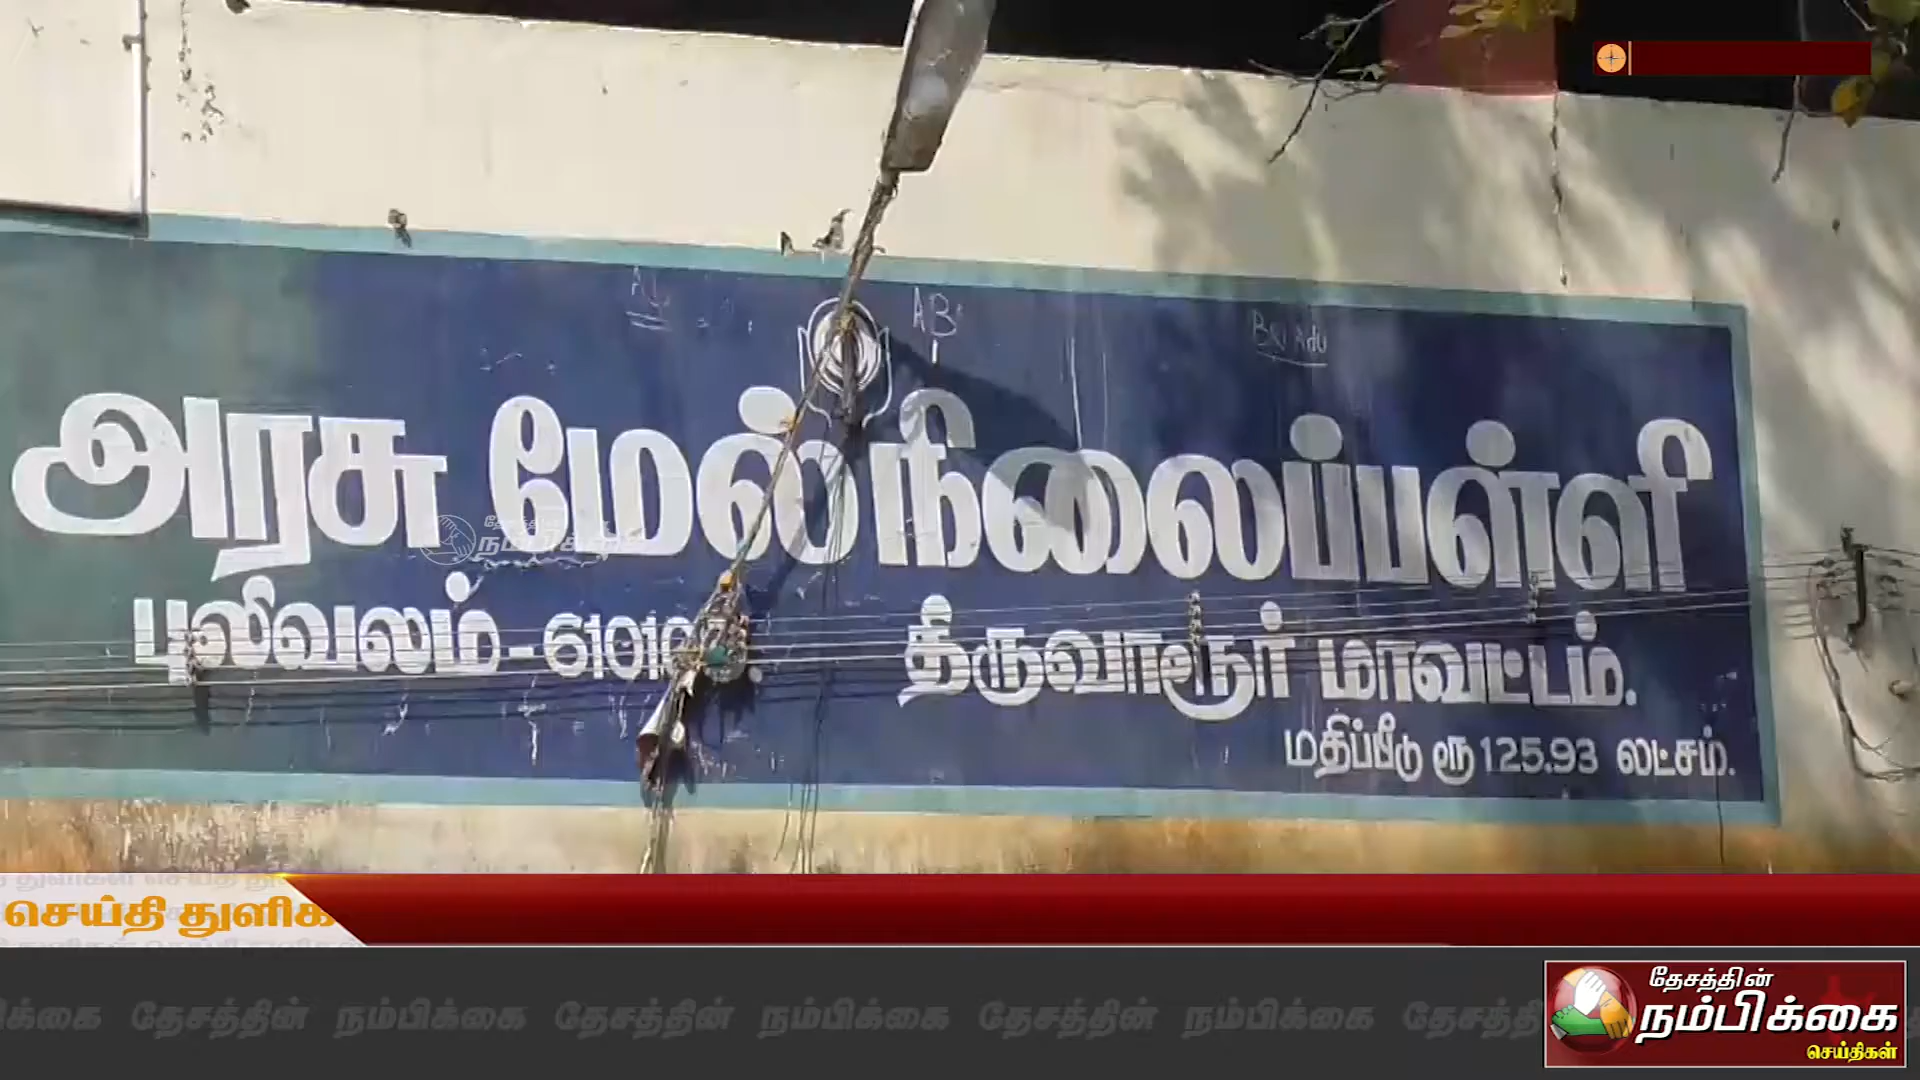 AB
அரசு மேல்நிலைப்பள்ளி
புலிவலம் -
திருவாரூர் மாவட்டம்.
மதிப்பீடு ரூ 125.93 லட்சம்.
தேசத்தின்
செய்தி துளிக
தேசத்தின் நம்பிக்கை தேசத்தின் நம்பிக்கை தேசத்தின் நம்பிக்கை
தேசத்தின்
நம்பிக்கை
செய்திகள்